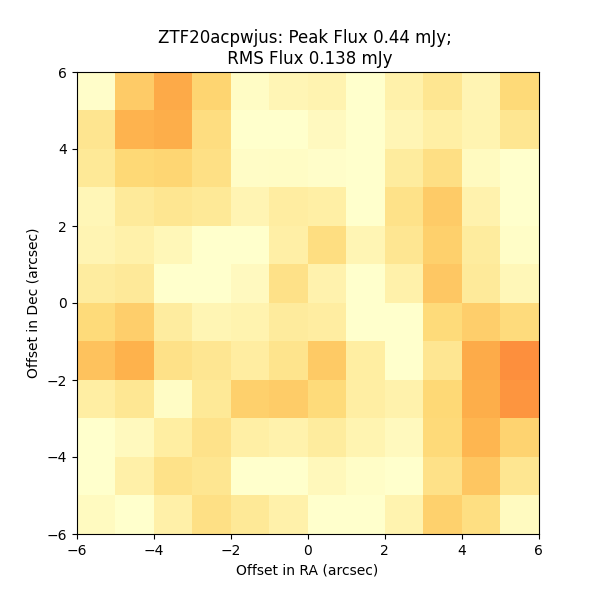 ZTF20acpwjus: Peak Flux 0.44 mJy;
RMS Flux 0.138 mJy
6
4
2
0
−2
−4
−6
Offset in Dec (arcsec)
−6 −4 −2 0 2 4 6
Offset in RA (arcsec)